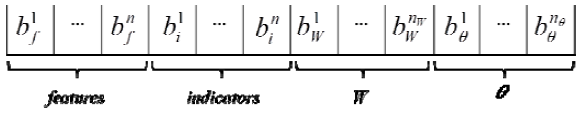 b_f^1 ... b_f^n b_i^1 ... b_i^n b_W^1 ... b_W^{n_W} b_θ^1 ... b_θ^{n_θ}
features indicators W θ